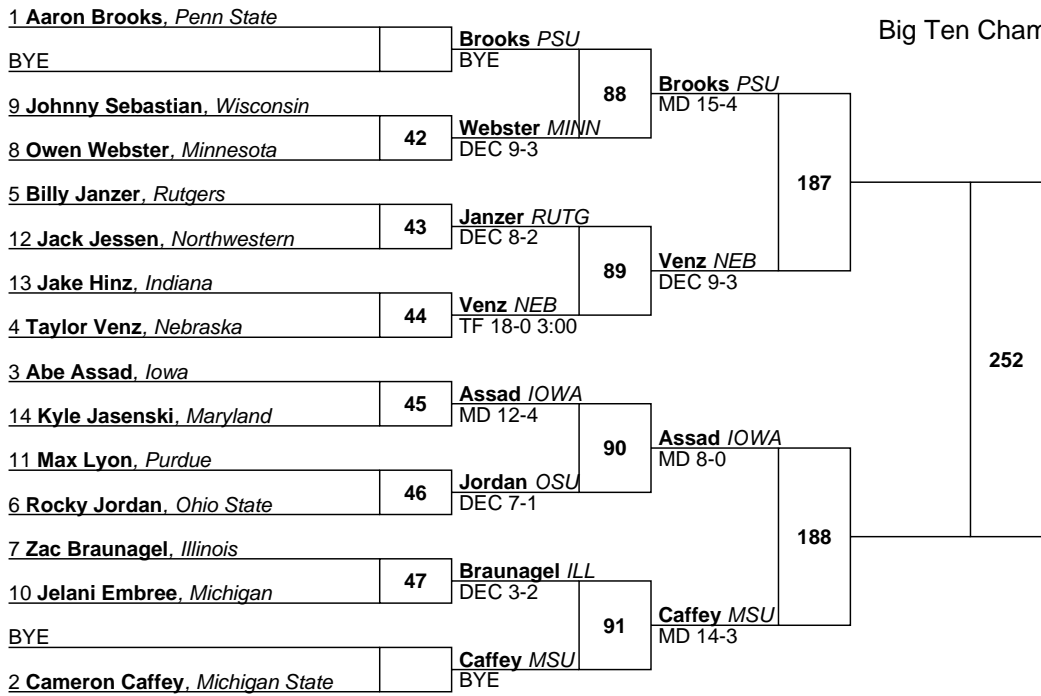 Big Ten Cham
1 Aaron Brooks, Penn State
BYE
9 Johnny Sebastian, Wisconsin
8 Owen Webster, Minnesota
5 Billy Janzer, Rutgers
12 Jack Jessen, Northwestern
13 Jake Hinz, Indiana
4 Taylor Venz, Nebraska
3 Abe Assad, Iowa
14 Kyle Jasenski, Maryland
11 Max Lyon, Purdue
6 Rocky Jordan, Ohio State
7 Zac Braunagel, Illinois
10 Jelani Embree, Michigan
BYE
2 Cameron Caffey, Michigan State
42
43
44
45
46
47
Brooks PSU
BYE
Webster MINN
DEC 9-3
Janzer RUTG
DEC 8-2
Venz NEB
TF 18-0 3:00
Assad IOWA
MD 12-4
Jordan OSU
DEC 7-1
Braunagel ILL
DEC 3-2
Caffey MSU
BYE
88
89
90
91
Brooks PSU
MD 15-4
Venz NEB
DEC 9-3
Assad IOWA
MD 8-0
Caffey MSU
MD 14-3
187
188
252